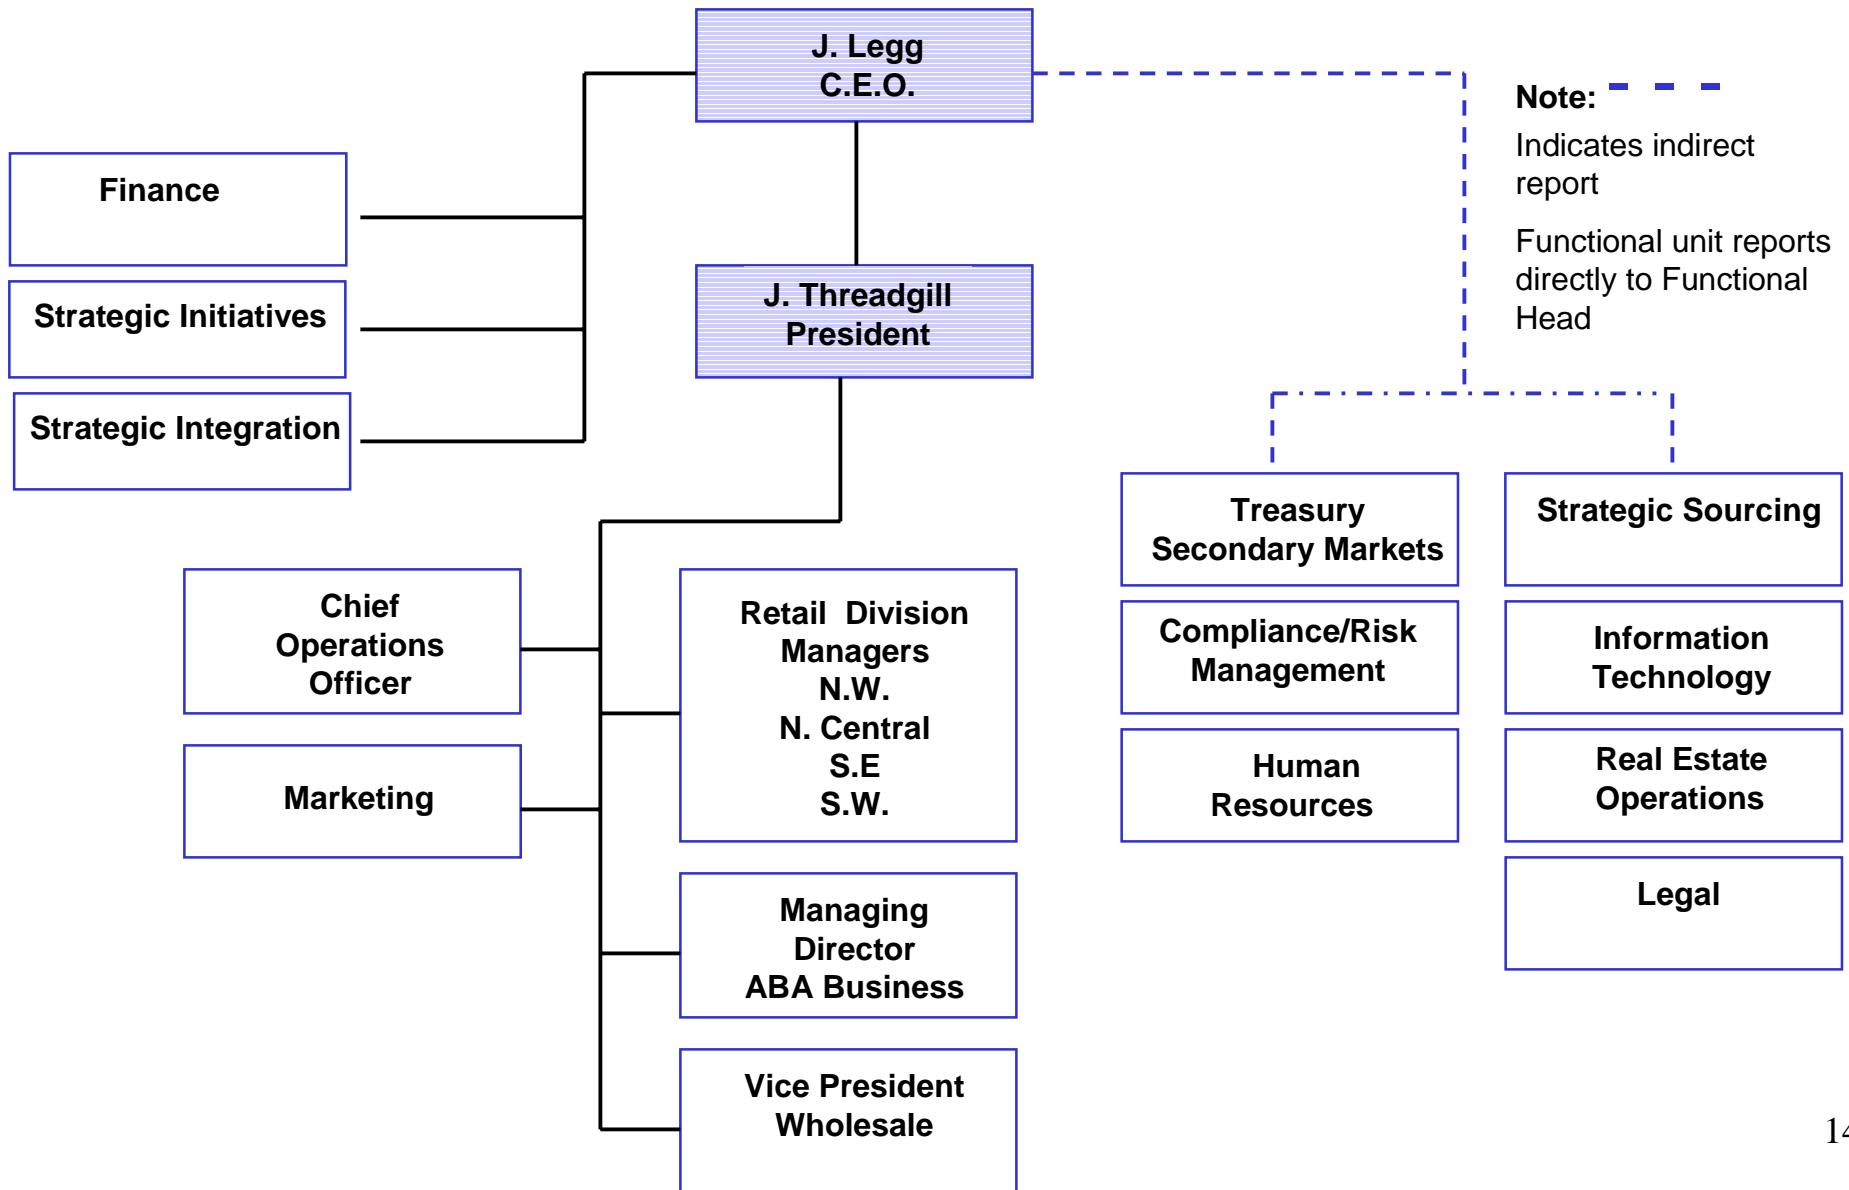 J. Legg
C.E.O.
Note:
Indicates indirect
report
Functional unit reports
directly to Functional
Head
Finance
Strategic Initiatives
Strategic Integration
J. Threadgill
President
Chief
Operations
Officer
Marketing
Retail  Division
Managers
N.W.
N. Central
S.E
S.W.
Managing
Director
ABA Business
Vice President
Wholesale
Treasury
Secondary Markets
Compliance/Risk
Management
Human
Resources
Strategic Sourcing
Information
Technology
Real Estate
Operations
Legal
14